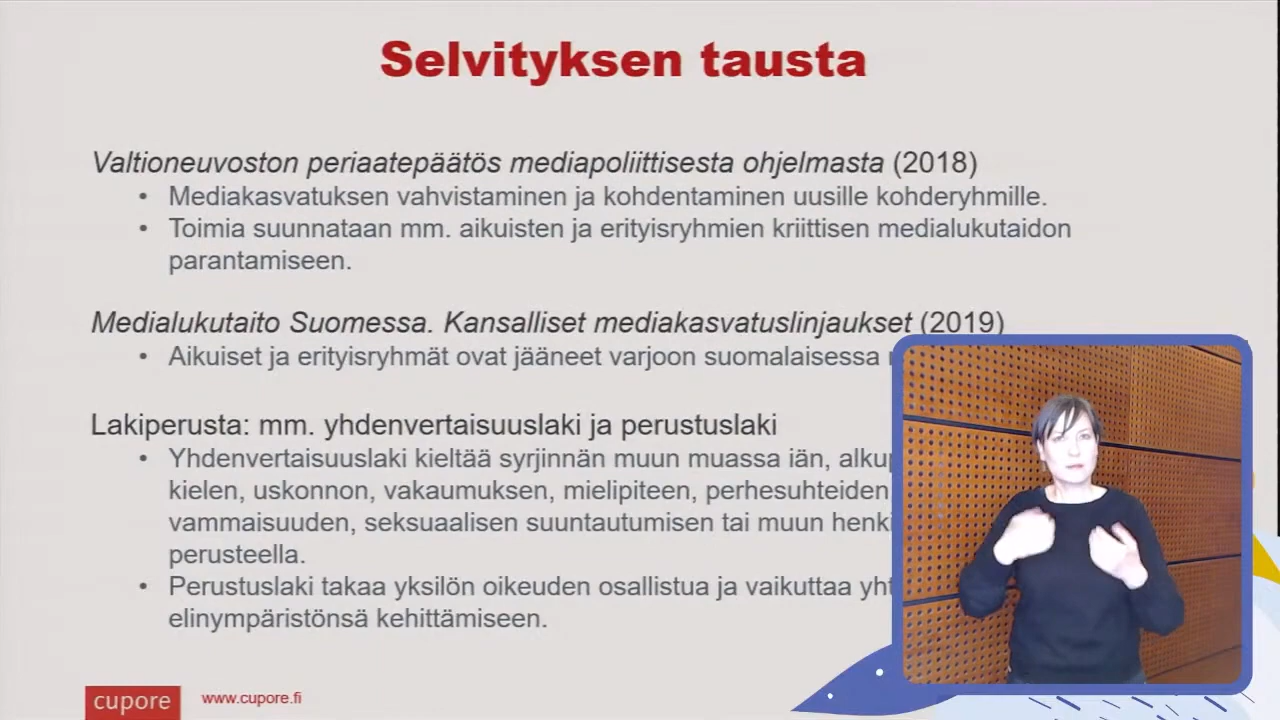 Selvityksen tausta
Valtioneuvoston periaatepäätös mediapoliittisesta ohjelmasta (2018)
• Mediakasvatuksen vahvistaminen ja kohdentaminen uusille kohderyhmille.
• Toimia suunnataan mm. aikuisten ja erityisryhmien kriittisen medialukutaidon
parantamiseen.
Medialukutaito Suomessa. Kansalliset mediakasvatuslinjaukset (2019)
• Aikuiset ja erityisryhmät ovat jääneet varjoon suomalaisessa
Lakiperusta: mm. yhdenvertaisuuslaki ja perustuslaki
• Yhdenvertaisuuslaki kieltää syrjinnän muun muassa iän,
kielen, uskonnon, vakaumuksen, mielipiteen, perhesuhteiden
vammaisuuden, seksuaalisen suuntautumisen tai muun
perusteella.
• Perustuslaki takaa yksilön oikeuden osallistua ja vaikuttaa
elinympäristönsä kehittämiseen.
cupore www.cupore.fi